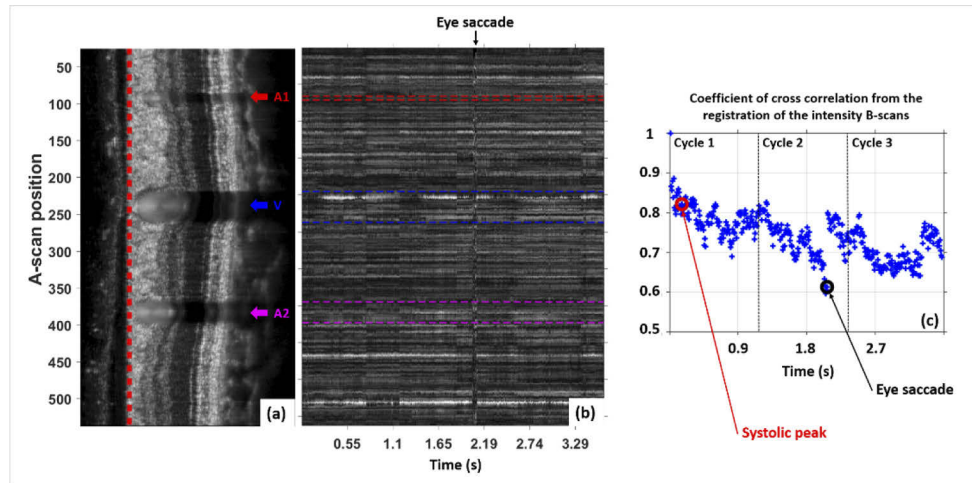 Eye saccade
50
100
150
200
250
300
350
400
450
500
A-scan position
A1
V
A2
(a)
(b)
0.55 1.1 1.65 2.19 2.74 3.29
Time (s)
Coefficient of cross correlation from the
registration of the intensity B-scans
1
0.9
0.8
0.7
0.6
0.5
Cycle 1 Cycle 2 Cycle 3
(c)
0.9 1.8 2.7
Time (s)
Eye saccade
Systolic peak